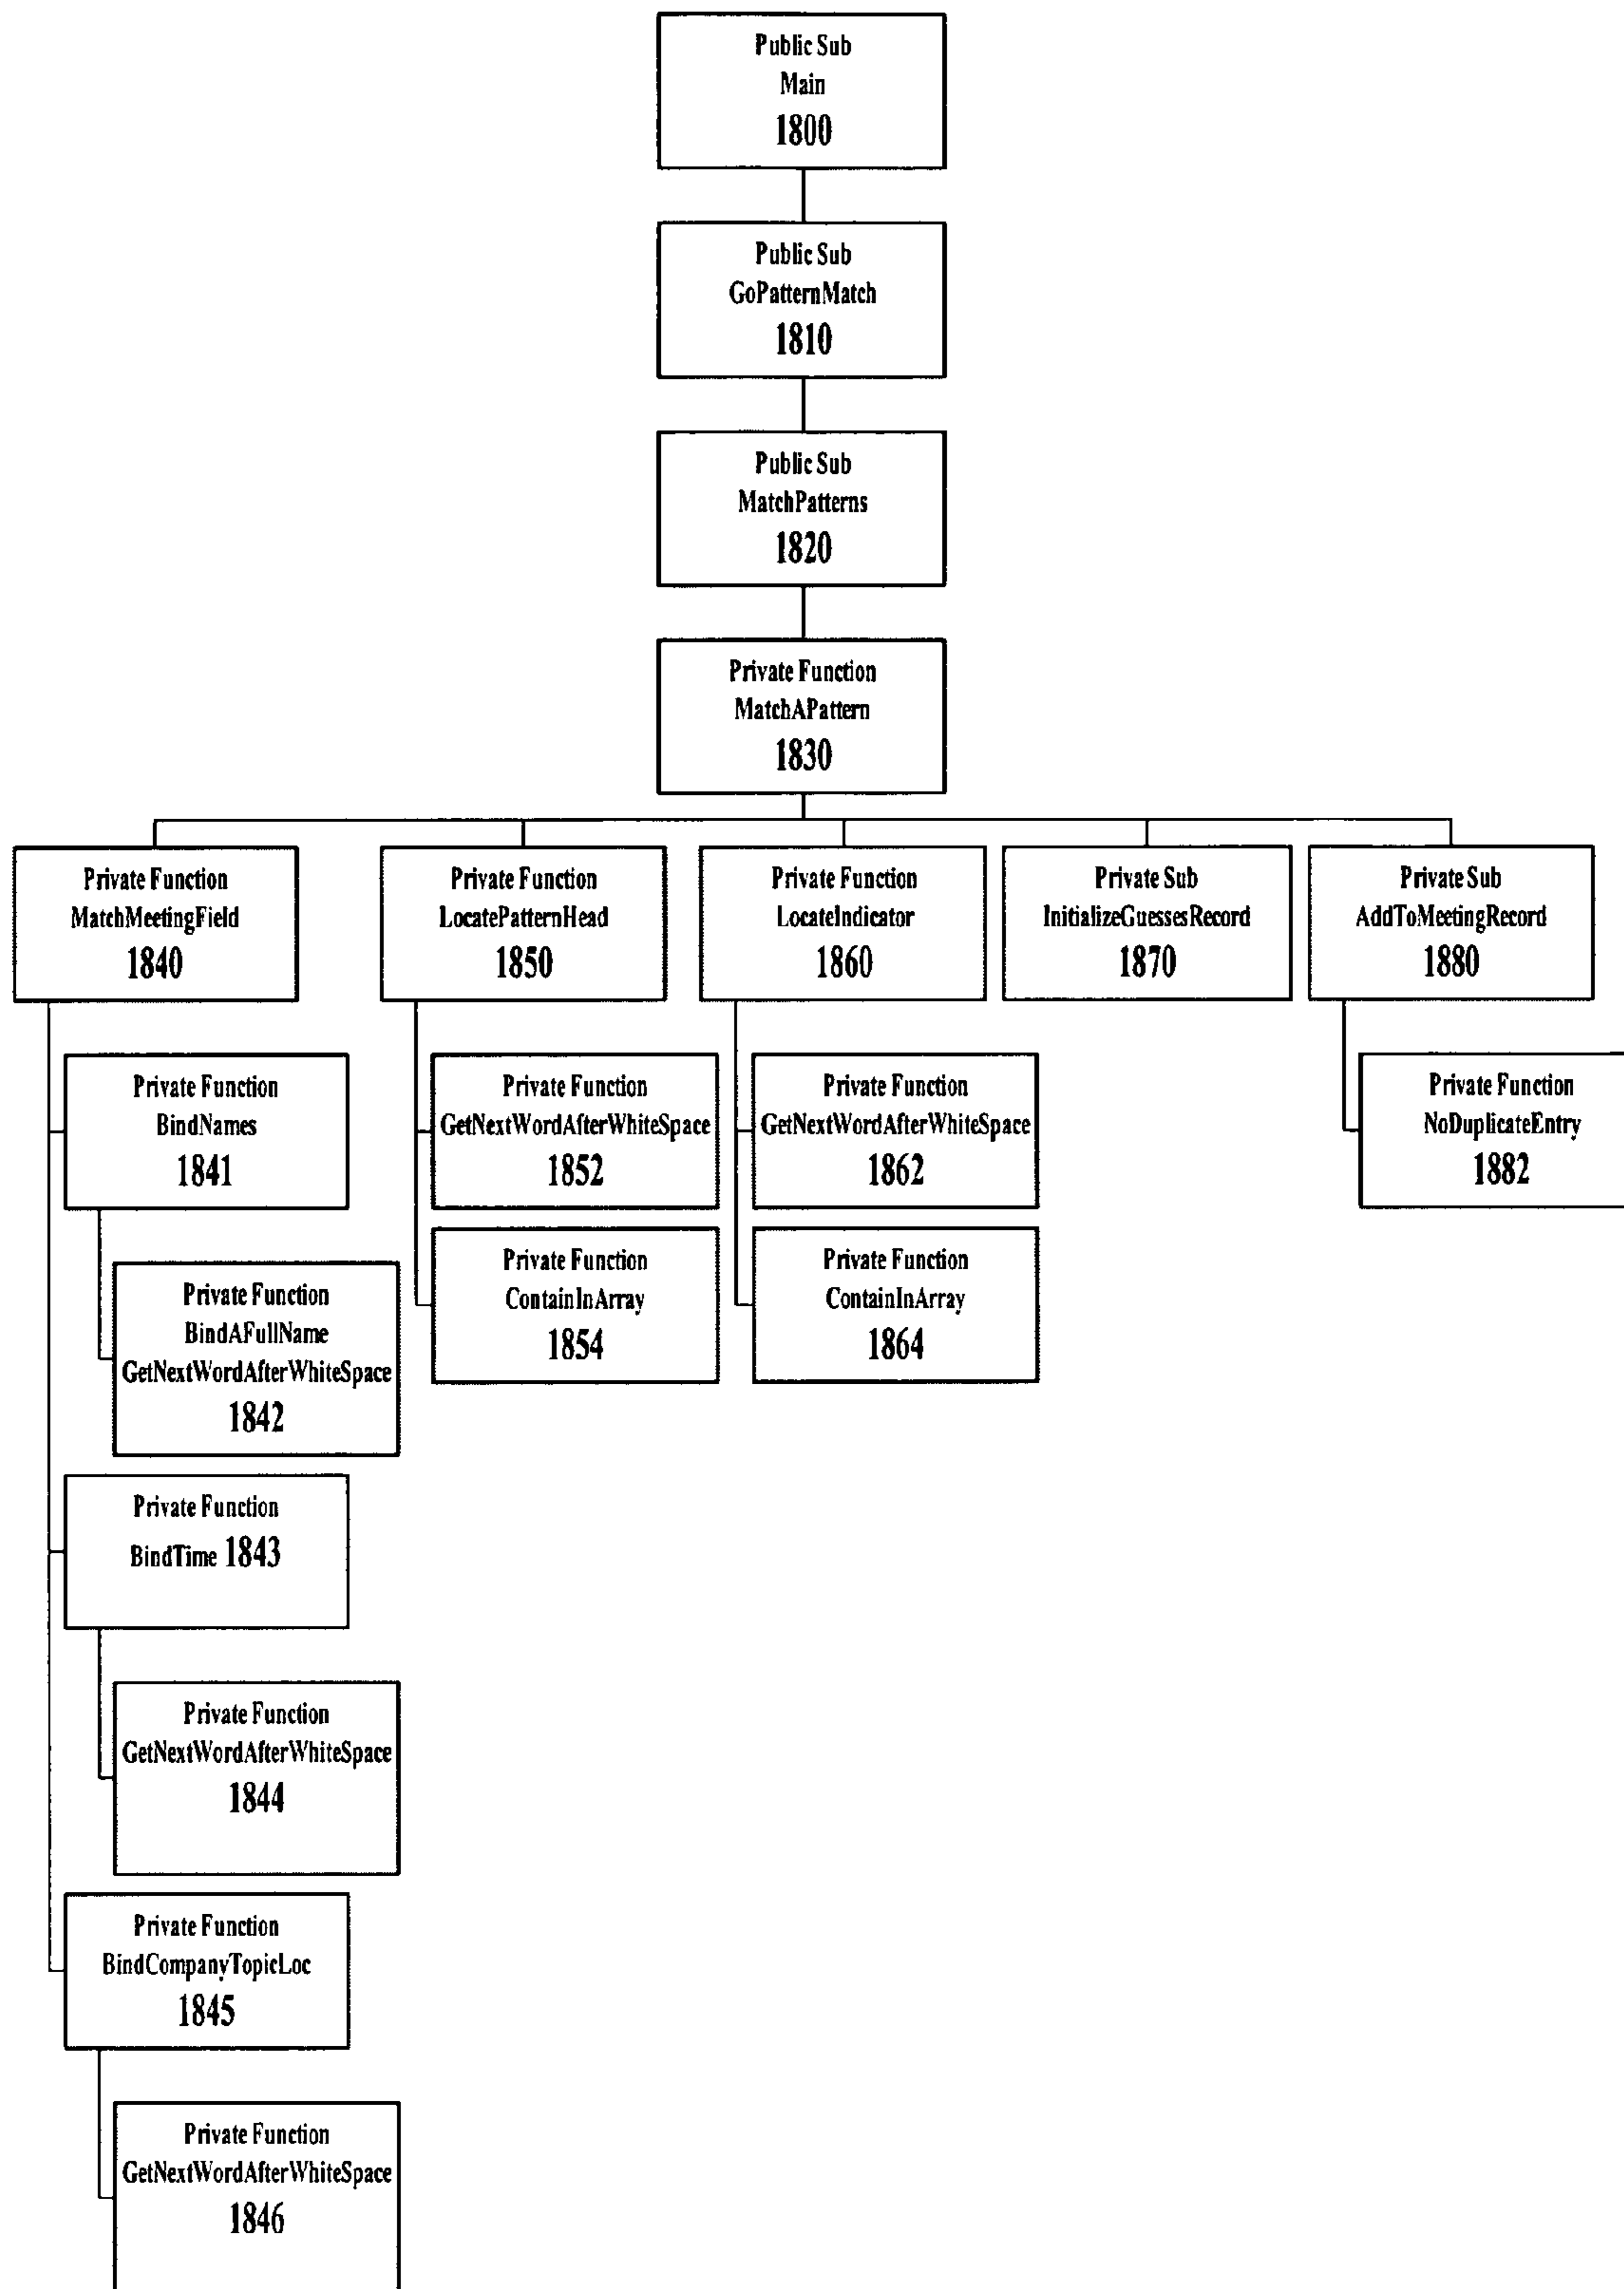 Public Sub
Main
1800
Public Sub
GoPatternMatch
1810
Public Sub
MatchPatterns
1820
Private Function
MatchAPattern
1830
Private Function
MatchMeetingField
1840
Private Function
LocatePatternHead
1850
Private Function
LocateIndicator
1860
Private Sub
InitializeGuessesRecord
1870
Private Sub
AddToMeetingRecord
1880
Private Function
BindNames
1841
Private Function
GetNextWordAfterWhiteSpace
1852
Private Function
GetNextWordAfterWhiteSpace
1862
Private Function
NoDuplicateEntry
1882
Private Function
ContainInArray
1854
Private Function
ContainInArray
1864
Private Function
BindAFullName
GetNextWordAfterWhiteSpace
1842
Private Function
BindTime 1843
Private Function
GetNextWordAfterWhiteSpace
1844
Private Function
BindCompanyTopicLoc
1845
Private Function
GetNextWordAfterWhiteSpace
1846